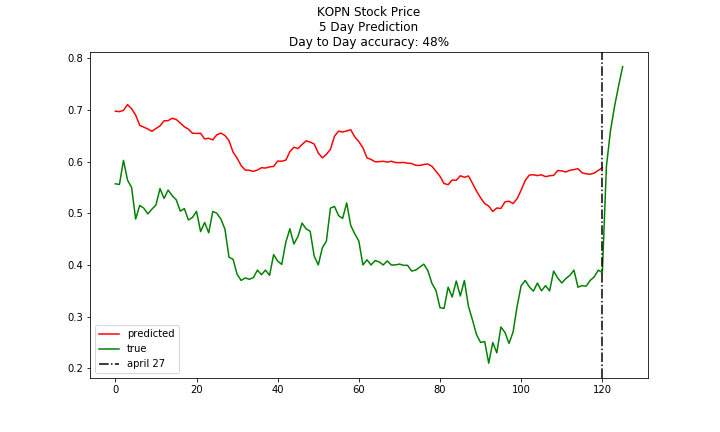 KOPN Stock Price
5 Day Prediction
Day to Day accuracy: 48%
0.8
0.7
0.6
0.5
0.4
0.3
0.2
predicted
true
april 27
0 20 40 60 80 100 120